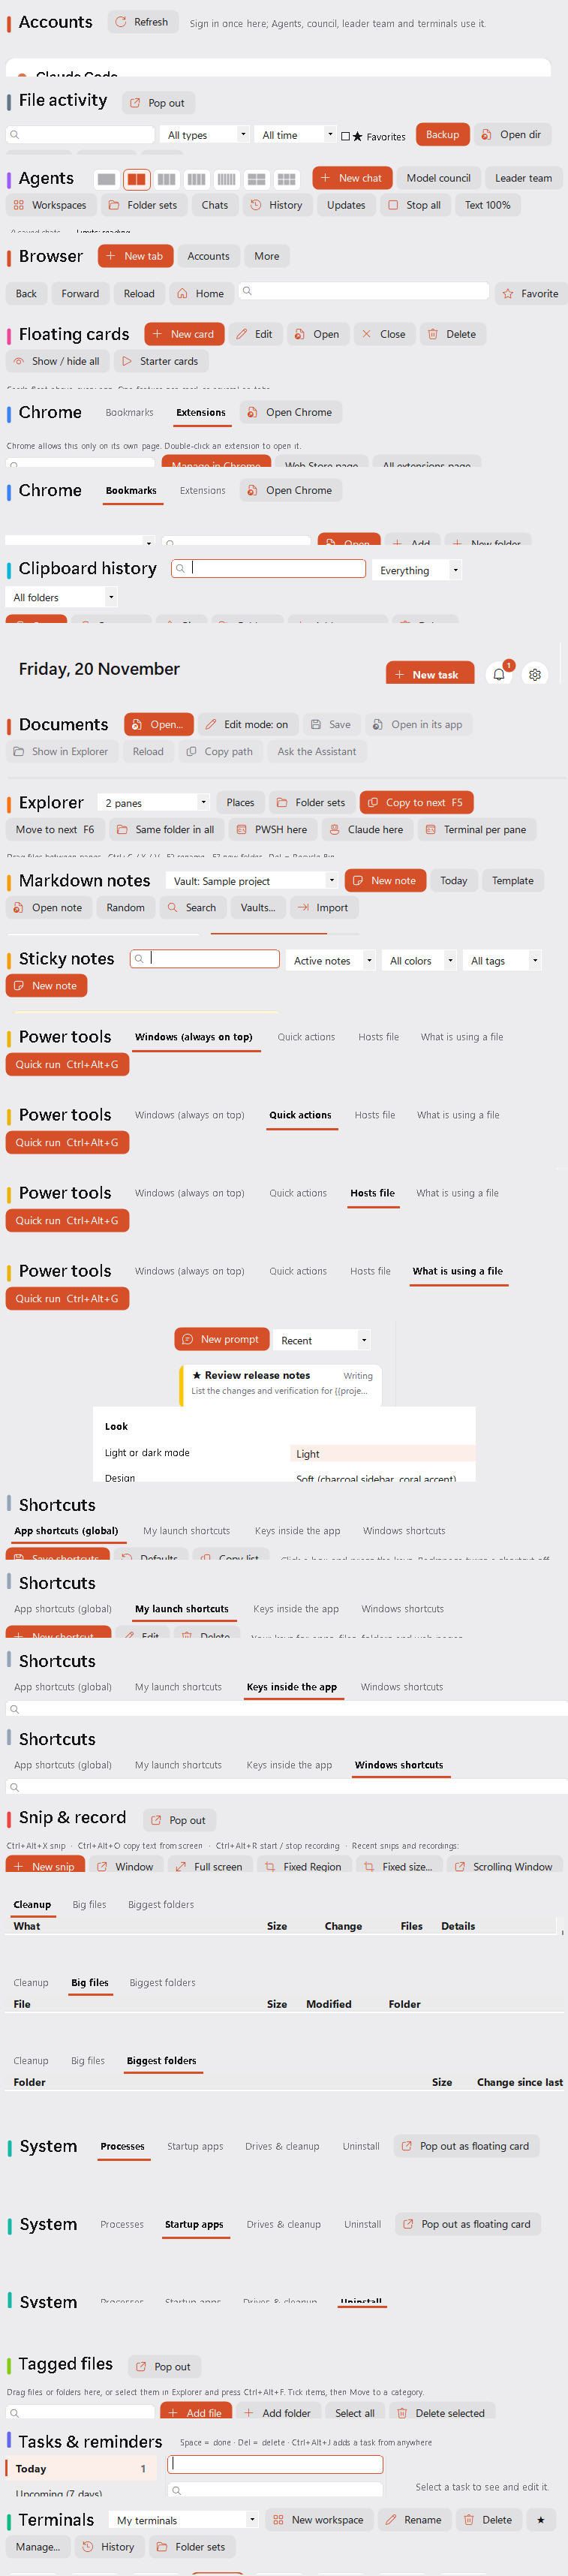 Accounts Refresh Sign in once here; Agents, council, leader team and terminals use it.
Claude Code
File activity Pop out
All types All time Favorites Backup Open dir
Agents New chat Model council Leader team
Workspaces Folder sets Chats History Updates Stop all Text 100%
Browser New tab Accounts More
Back Forward Reload Home Favorite
Floating cards New card Edit Open Close Delete
Show / hide all Starter cards
Chrome Bookmarks Extensions Open Chrome
Chrome allows this only on its own page. Double-click an extension to open it.
Manage in Chrome Web Store page All extensions page
Chrome Bookmarks Extensions Open Chrome
Open Add New folder
Clipboard history Everything
All folders
Friday, 20 November New task 1
Documents Open... Edit mode: on Save Open in its app
Show in Explorer Reload Copy path Ask the Assistant
Explorer 2 panes Places Folder sets Copy to next F5
Move to next F6 Same folder in all PWSH here Claude here Terminal per pane
Markdown notes Vault: Sample project New note Today Template
Open note Random Search Vaults... Import
Sticky notes Active notes All colors All tags
New note
Power tools Windows (always on top) Quick actions Hosts file What is using a file
Quick run Ctrl+Alt+G
Power tools Windows (always on top) Quick actions Hosts file What is using a file
Quick run Ctrl+Alt+G
Power tools Windows (always on top) Quick actions Hosts file What is using a file
Quick run Ctrl+Alt+G
Power tools Windows (always on top) Quick actions Hosts file What is using a file
Quick run Ctrl+Alt+G
New prompt Recent
★ Review release notes Writing
List the changes and verification for {{proje...
Look
Light or dark mode Light
Design Soft (charcoal sidebar, coral accent)
Shortcuts
App shortcuts (global) My launch shortcuts Keys inside the app Windows shortcuts
Save shortcuts Defaults Copy list
Shortcuts
App shortcuts (global) My launch shortcuts Keys inside the app Windows shortcuts
New shortcut Edit Delete
Shortcuts
App shortcuts (global) My launch shortcuts Keys inside the app Windows shortcuts
Shortcuts
App shortcuts (global) My launch shortcuts Keys inside the app Windows shortcuts
Snip & record Pop out
Ctrl+Alt+X snip · Ctrl+Alt+O copy text from screen · Ctrl+Alt+R start / stop recording · Recent snips and recordings:
New snip Window Full screen Fixed Region Fixed size... Scrolling Window
Cleanup Big files Biggest folders
What Size Change Files Details
Cleanup Big files Biggest folders
File Size Modified Folder
Cleanup Big files Biggest folders
Folder Size Change since last
System Processes Startup apps Drives & cleanup Uninstall Pop out as floating card
System Processes Startup apps Drives & cleanup Uninstall Pop out as floating card
System Processes Startup apps Drives & cleanup Uninstall
Tagged files Pop out
Drag files or folders here, or select them in Explorer and press Ctrl+Alt+F. Tick items, then Move to a category.
Add file Add folder Select all Delete selected
Tasks & reminders Space = done · Del = delete · Ctrl+Alt+J adds a task from anywhere
Today 1
Upcoming (7 days) Select a task to see and edit it.
Terminals My terminals New workspace Rename Delete ★
Manage... History Folder sets